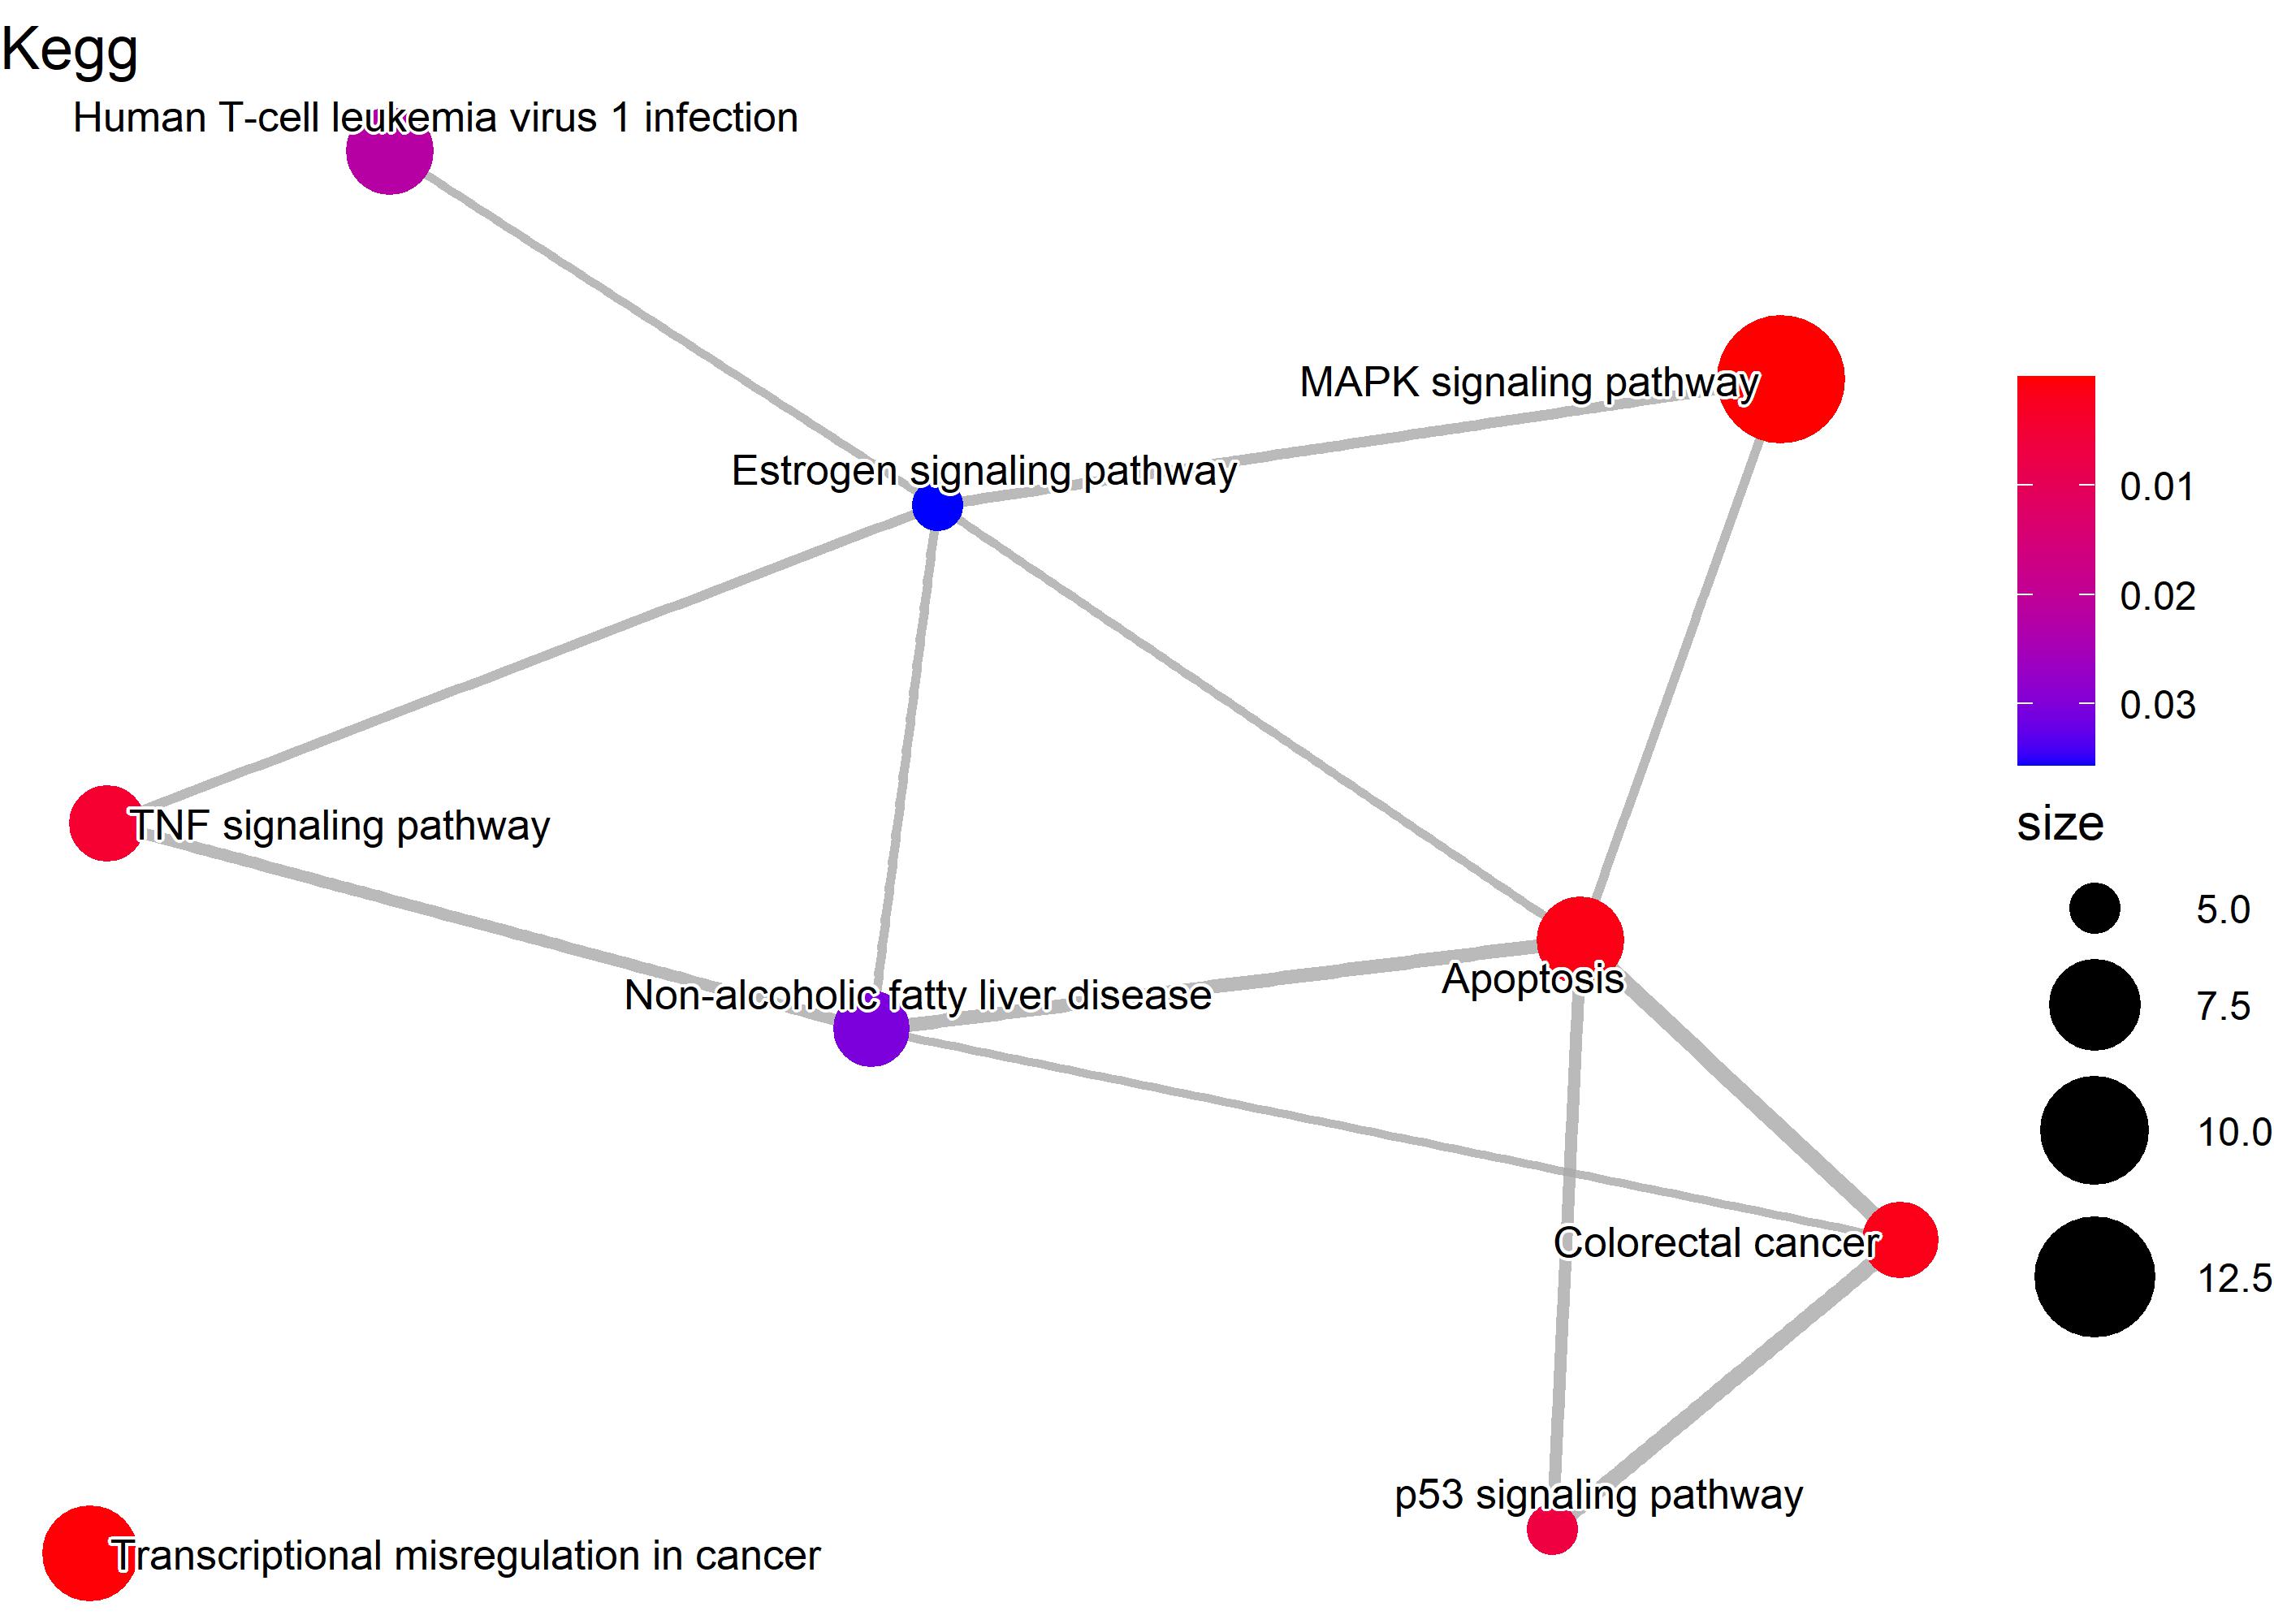 Kegg
Human T-cell leukemia virus 1 infection
MAPK signaling pathway
Estrogen signaling pathway
TNF signaling pathway
Non-alcoholic fatty liver disease
Apoptosis
Colorectal cancer
p53 signaling pathway
Transcriptional misregulation in cancer
0.01
0.02
0.03
size
5.0
7.5
10.0
12.5